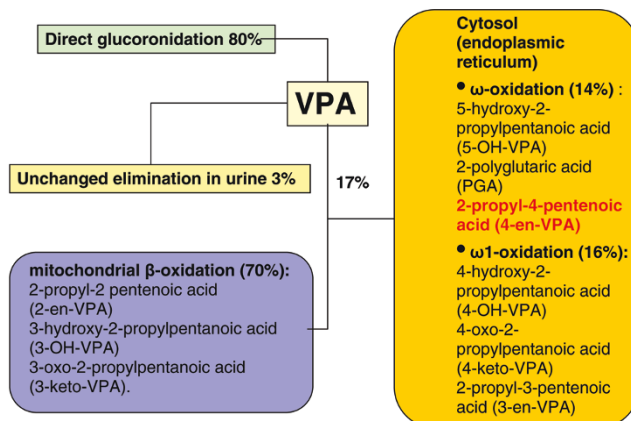 Direct glucoronidation 80%
VPA
Unchanged elimination in urine 3%
17%
mitochondrial β-oxidation (70%):
2-propyl-2 pentenoic acid
(2-en-VPA)
3-hydroxy-2-propylpentanoic acid
(3-OH-VPA)
3-oxo-2-propylpentanoic acid
(3-keto-VPA).
Cytosol
(endoplasmic
reticulum)
• ω-oxidation (14%) :
5-hydroxy-2-
propylpentanoic acid
(5-OH-VPA)
2-polyglutaric acid
(PGA)
2-propyl-4-pentenoic
acid (4-en-VPA)
• ω1-oxidation (16%):
4-hydroxy-2-
propylpentanoic acid
(4-OH-VPA)
4-oxo-2-
propylpentanoic acid
(4-keto-VPA)
2-propyl-3-pentenoic
acid (3-en-VPA)